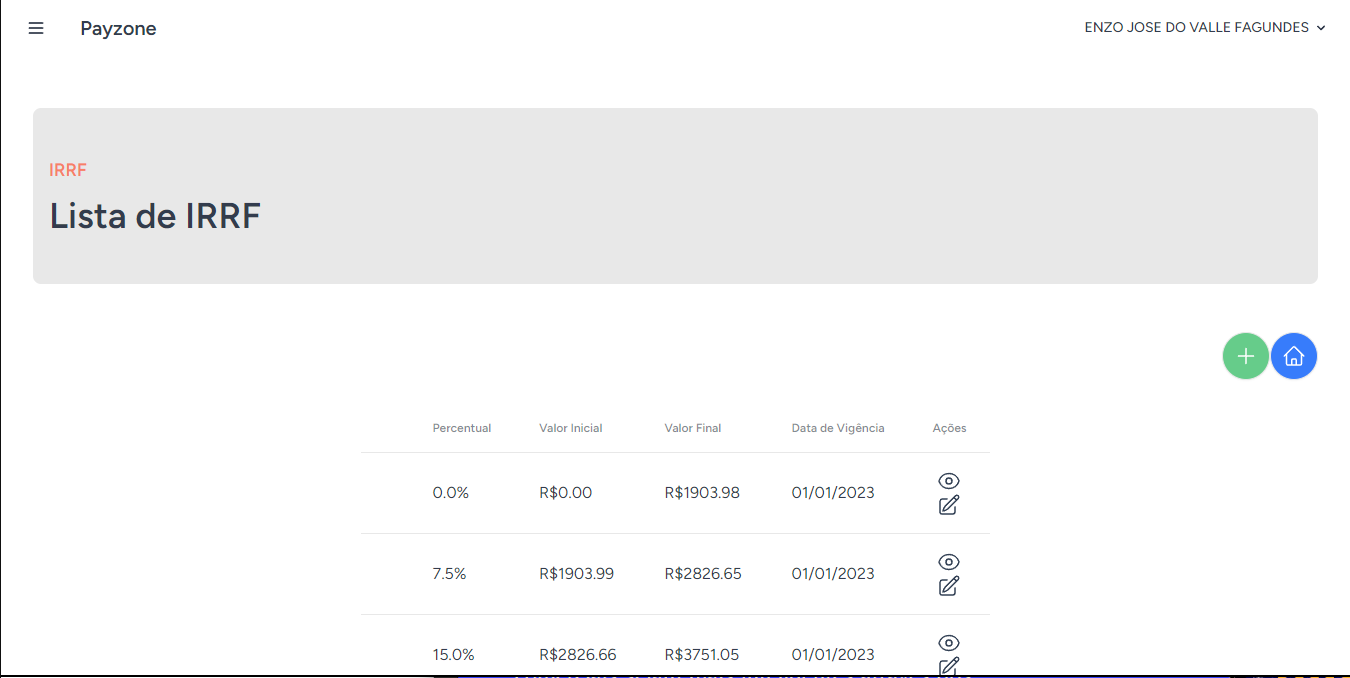 Payzone
ENZO JOSE DO VALLE FAGUNDES
IRRF
Lista de IRRF
Percentual Valor Inicial Valor Final Data de Vigência Ações
0.0% R$0.00 R$1903.98 01/01/2023
7.5% R$1903.99 R$2826.65 01/01/2023
15.0% R$2826.66 R$3751.05 01/01/2023